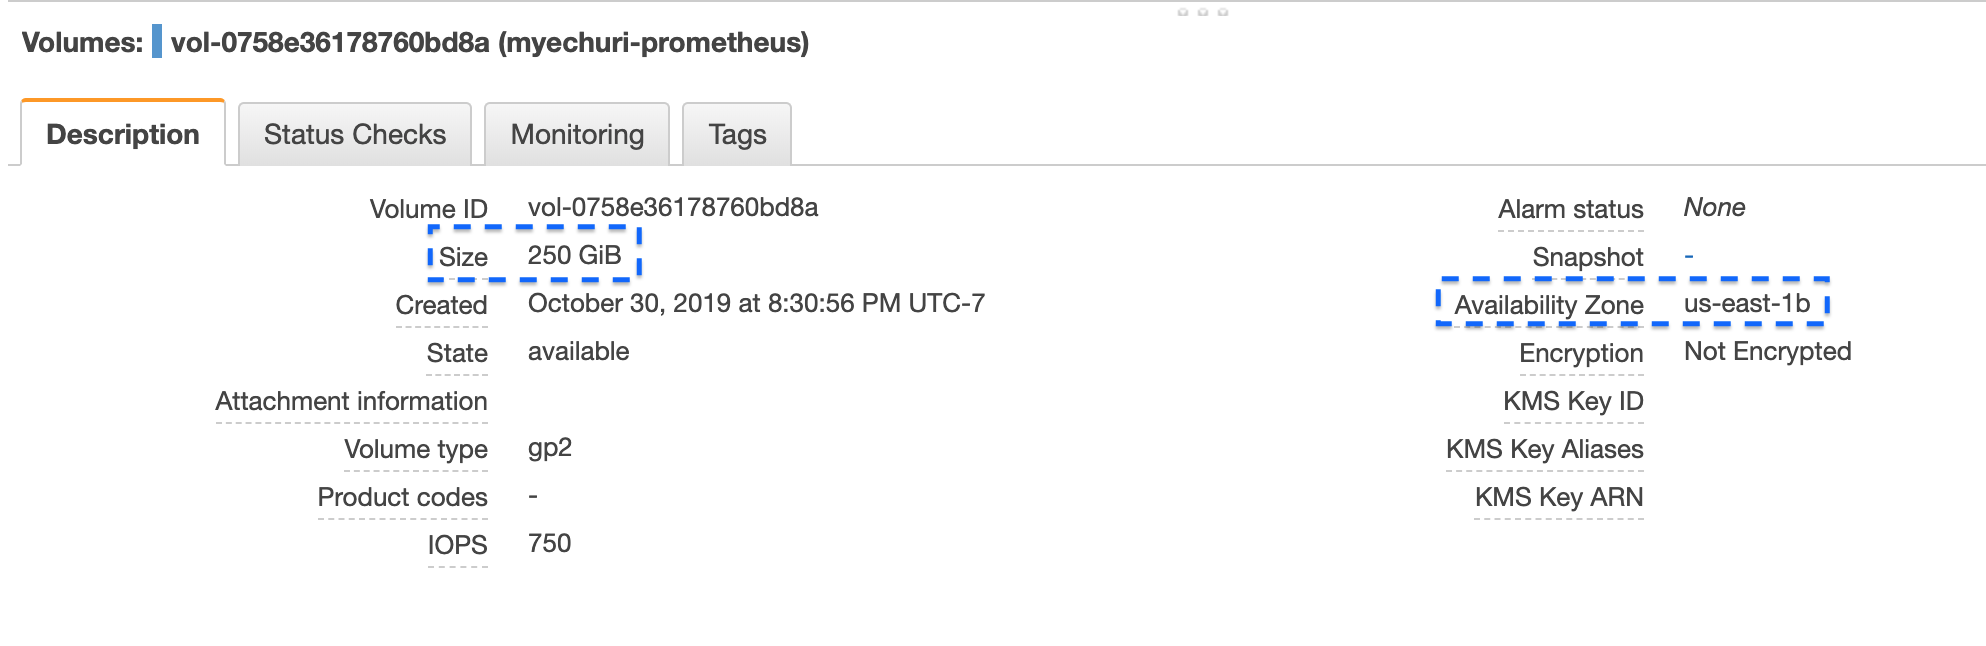 Volumes: vol-0758e36178760bd8a (myechuri-prometheus)
Description Status Checks Monitoring Tags
Volume ID vol-0758e36178760bd8a
Size 250 GiB
Created October 30, 2019 at 8:30:56 PM UTC-7
State available
Attachment information
Volume type gp2
Product codes -
IOPS 750
Alarm status None
Snapshot -
Availability Zone us-east-1b
Encryption Not Encrypted
KMS Key ID
KMS Key Aliases
KMS Key ARN